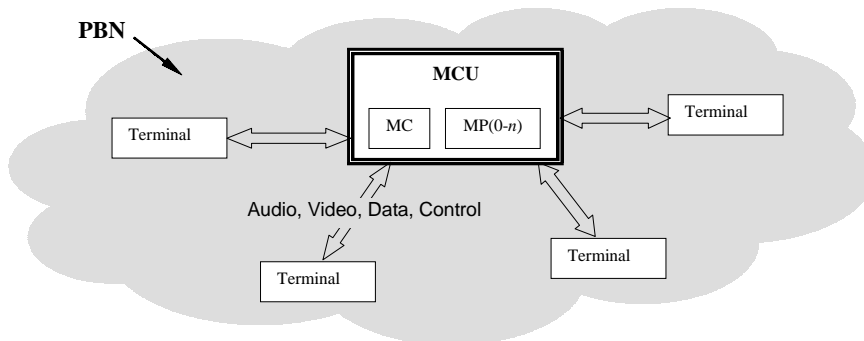 PBN
MCU
MC
MP(0-n)
Terminal
Terminal
Audio, Video, Data, Control
Terminal
Terminal